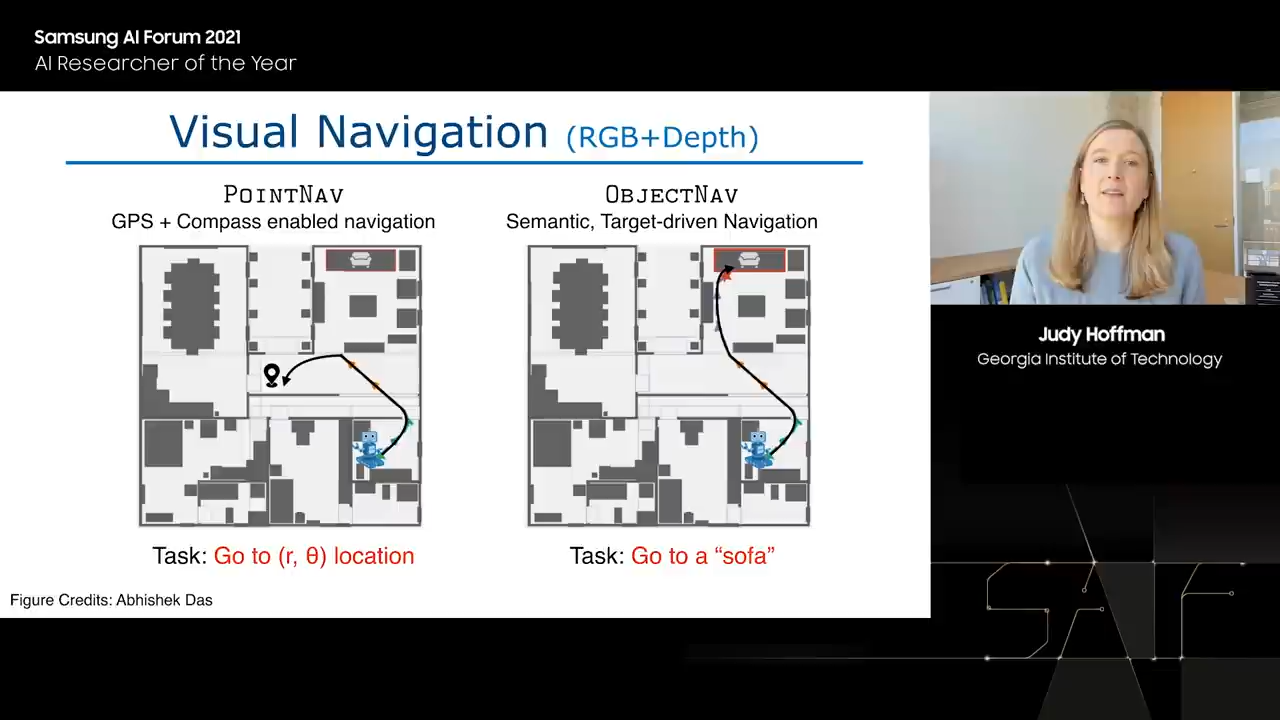 Samsung AI Forum 2021
AI Researcher of the Year
Visual Navigation (RGB+Depth)
POINTNAV
GPS + Compass enabled navigation
OBJECTNAV
Semantic, Target-driven Navigation
Task: Go to (r, θ) location
Task: Go to a “sofa”
Figure Credits: Abhishek Das
Judy Hoffman
Georgia Institute of Technology
SAIF